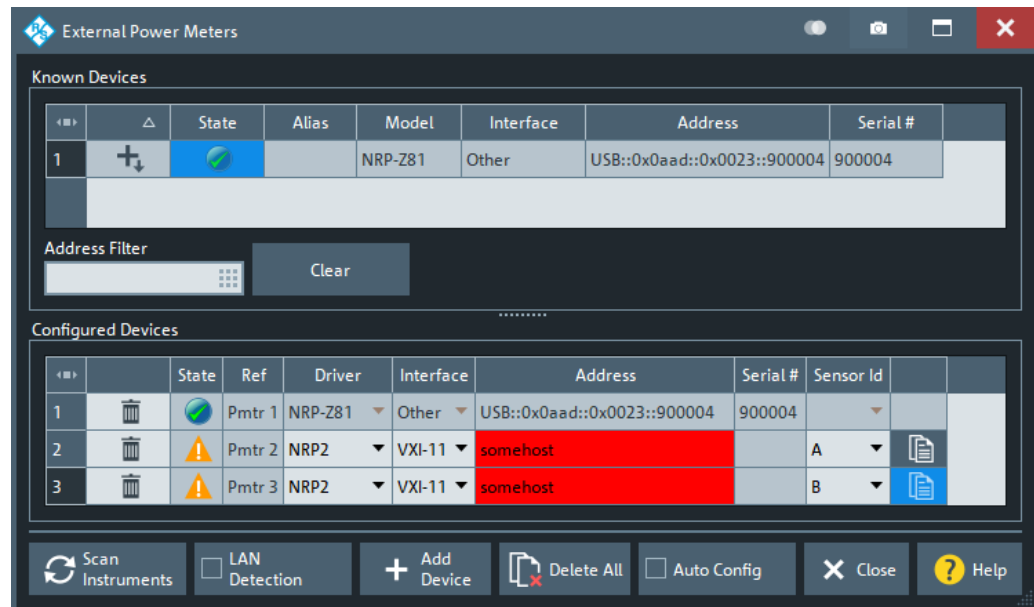 External Power Meters
Known Devices
State Alias Model Interface Address Serial #
1 NRP-Z81 Other USB::0x0aad::0x0023::900004 900004
Address Filter
Clear
Configured Devices
State Ref Driver Interface Address Serial # Sensor Id
1 Pmtr 1 NRP-Z81 Other USB::0x0aad::0x0023::900004 900004
2 Pmtr 2 NRP2 VXI-11 somehost A
3 Pmtr 3 NRP2 VXI-11 somehost B
Scan Instruments
LAN Detection
Add Device
Delete All
Auto Config
Close
? Help